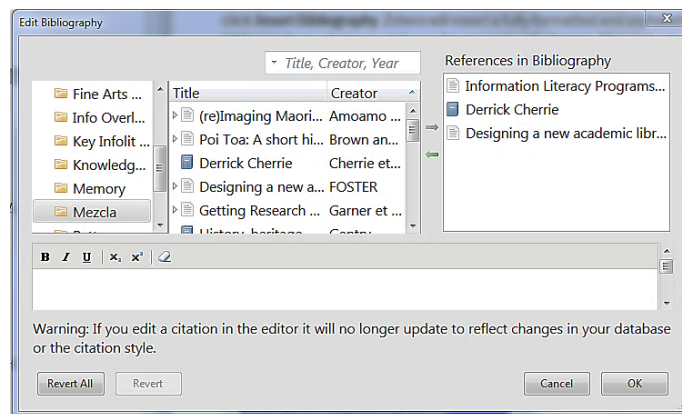 Edit Bibliography
Title, Creator, Year
References in Bibliography
Fine Arts ...
Info Overl...
Key Infolit ...
Knowledg...
Memory
Mezcla
Title Creator
(re)Imaging Maori... Amoamo ...
Poi Toa: A short hi... Brown an...
Derrick Cherrie Cherrie et...
Designing a new a... FOSTER
Getting Research ... Garner et ...
History, heritage
Information Literacy Programs...
Derrick Cherrie
Designing a new academic libr...
B I U x₂ x²
Warning: If you edit a citation in the editor it will no longer update to reflect changes in your database
or the citation style.
Revert All Revert Cancel OK